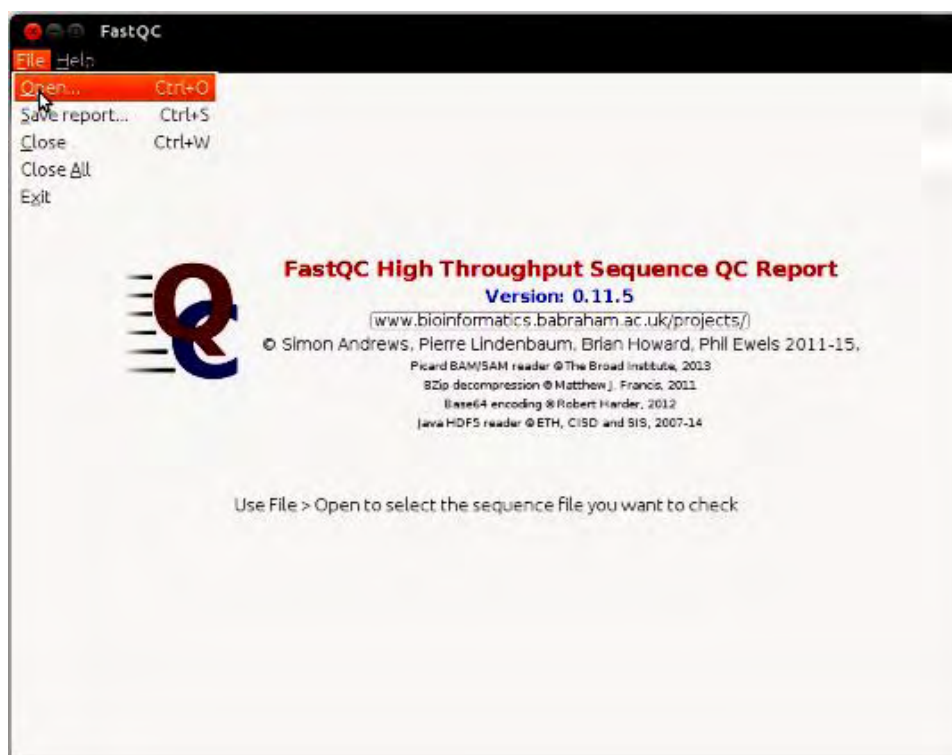 FastQC
File Help
Open... Ctrl+O
Save report... Ctrl+S
Close Ctrl+W
Close All
Exit
QC
FastQC High Throughput Sequence QC Report
Version: 0.11.5
www.bioinformatics.babraham.ac.uk/projects/
© Simon Andrews, Pierre Lindenbaum, Brian Howard, Phil Ewels 2011-15,
Picard BAM/SAM reader © The Broad Institute, 2013
BZip decompression © Matthew J. Francis, 2011
Base64 encoding © Robert Harder, 2012
Java HDF5 reader © ETH, CISD and SIS, 2007-14
Use File > Open to select the sequence file you want to check